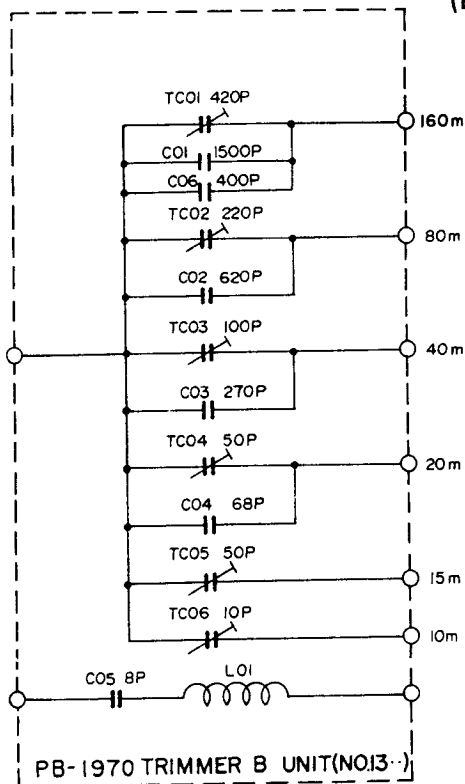 TC01 420P
160m
C01 1500P
C06 400P
TC02 220P
80m
C02 620P
TC03 100P
40m
C03 270P
TC04 50P
20m
C04 68P
TC05 50P
15m
TC06 10P
10m
C05 8P
L01
PB-1970 TRIMMER B UNIT(NO.13··)